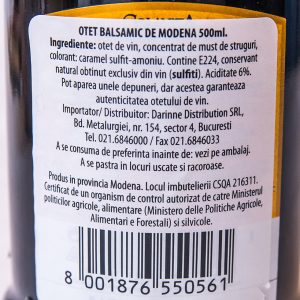 OTET BALSAMIC DE MODENA 500ml.
Ingrediente: otet de vin, concentrat de must de struguri,
colorant: caramel sulfit-amoniu. Contine E224, conservant
natural obtinut exclusiv din vin (sulfiti). Aciditate 6%.
Pot aparea unele depuneri, dar acestea garanteaza
autenticitatea otetului de vin.
Importator/ Distribuitor: Darinne Distribution SRL,
Bd. Metalurgiei, nr. 154, sector 4, Bucuresti
Tel. 021.6846000 / Fax 021.6846033
A se consuma de preferinta inainte de: vezi pe ambalaj.
A se pastra in locuri uscate si racoroase.
Produs in provincia Modena. Locul imbutelierii CSQA 216311.
Certificat de un organism de control autorizat de catre Ministerul
politicilor agricole, alimentare (Ministero delle Politiche Agricole,
Alimentari e Forestali) si silvicole.
8 001876 550561